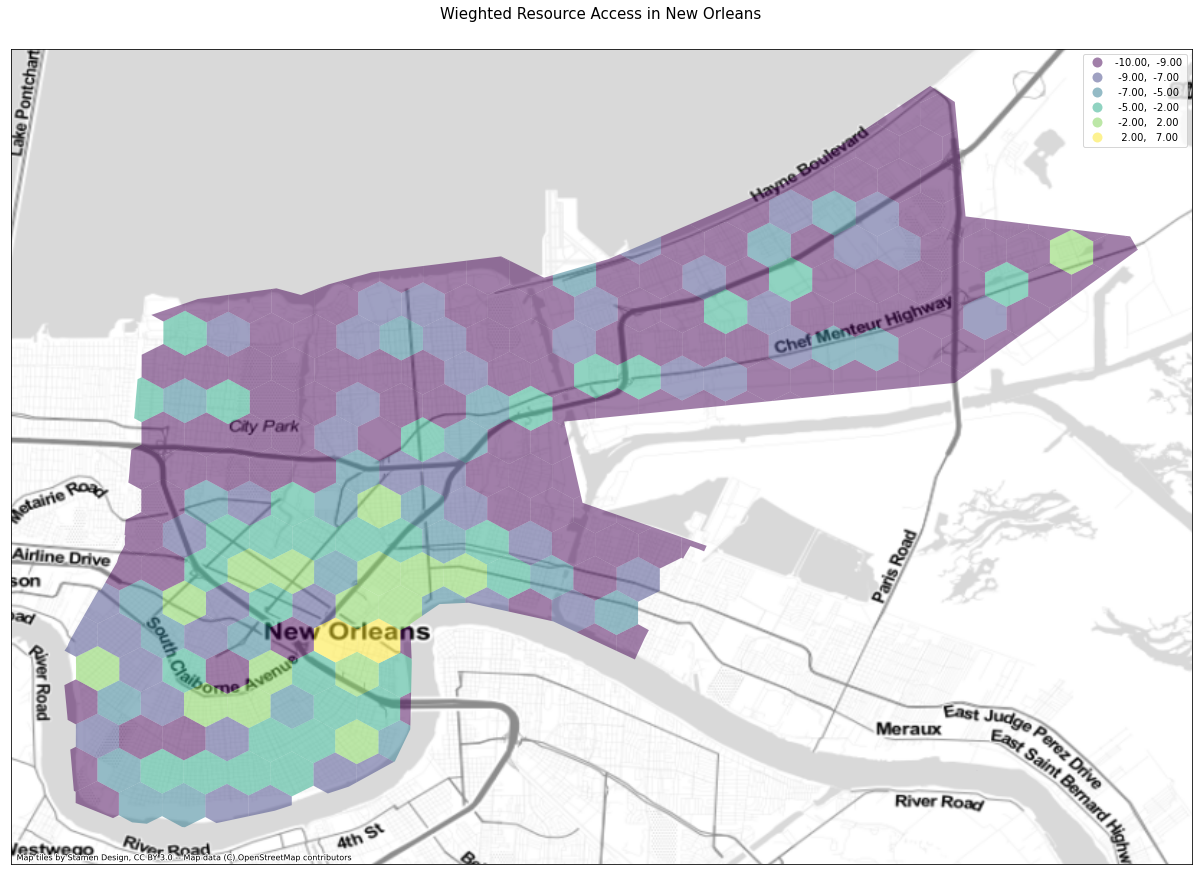 Wieghted Resource Access in New Orleans
Lake Pontchart
-10.00, -9.00
-9.00, -7.00
-7.00, -5.00
-5.00, -2.00
-2.00, 2.00
2.00, 7.00
Hayne Boulevard
Chef Menteur Highway
City Park
Metairie Road
Airline Drive
son
oad
River Road
South Claiborne Avenue
New Orleans
Paris Road
East Judge Perez Drive
Meraux
East Saint Bernard Highw
River Road
4th St
River Road
Westwego
Map tiles by Stamen Design, CC BY 3.0 -- Map data (C) OpenStreetMap contributors